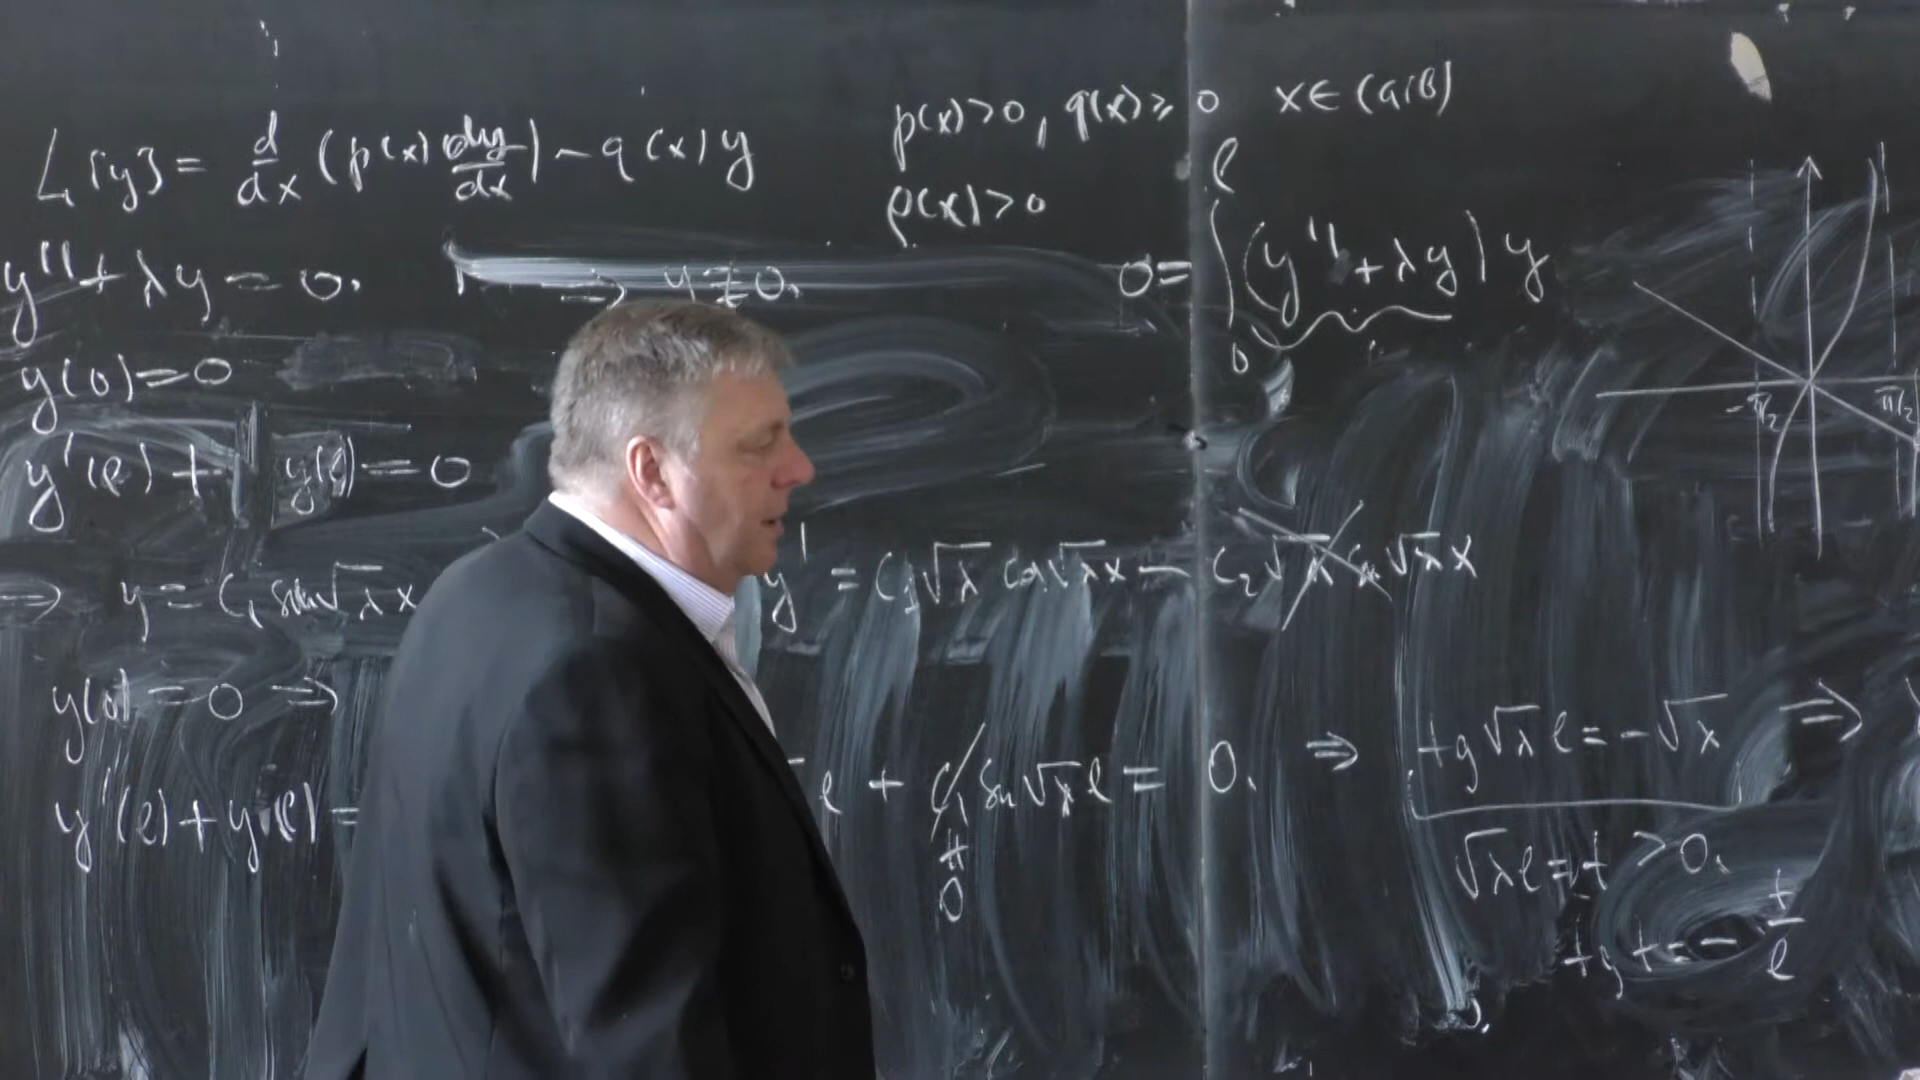 L[y] = d/dx (p(x) dy/dx) - q(x) y
p(x) > 0, q(x) ≥ 0 x ∈ (a, b)
ρ(x) > 0
y'' + λy = 0.
⇒ y ≢ 0.
0 = ∫₀^ℓ (y'' + λy) y
y(0) = 0
y'(ℓ) + y(ℓ) = 0
-π/2 π/2
⇒ y = C₁ sin √λ x
y' = C₁ √λ cos √λ x - C₂ √λ sin √λ x
y(0) = 0 ⇒
y'(ℓ) + y(ℓ) =
ℓ + C₁ sin √λ ℓ = 0. ⇒ tg √λ ℓ = -√λ ⇒
∦
0
√λ ℓ = t > 0.
tg t = - t/ℓ